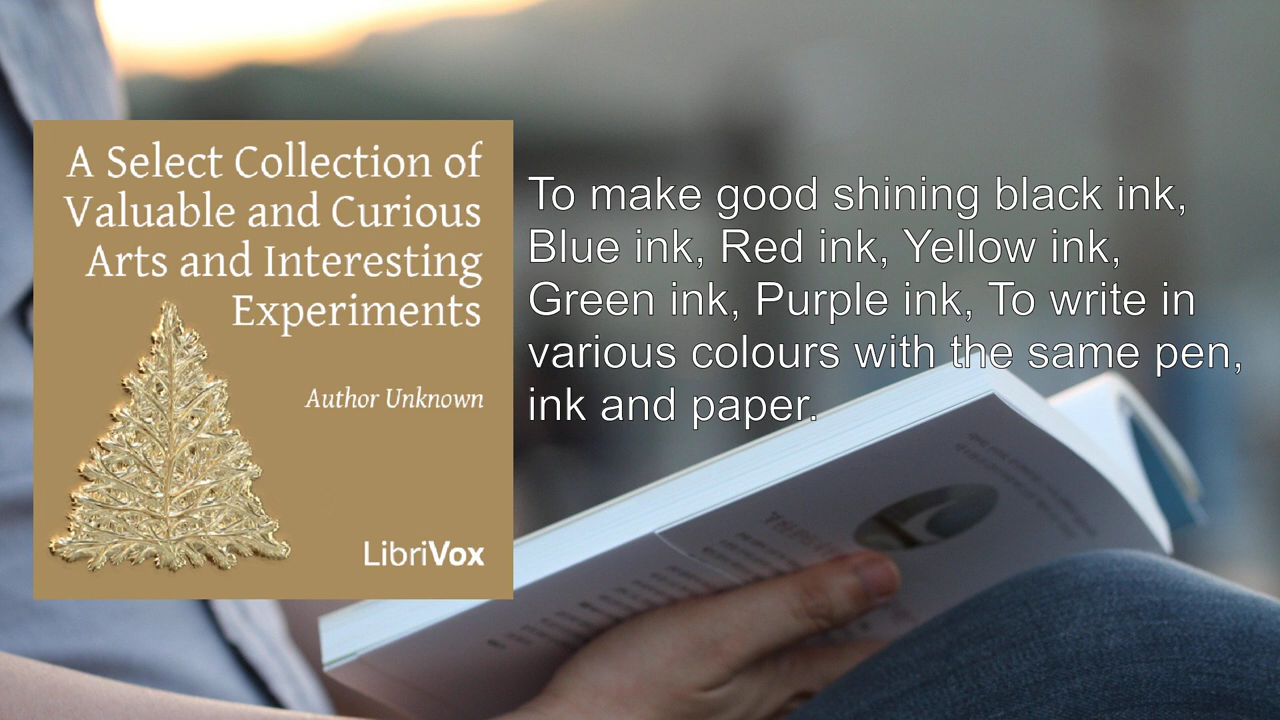 A Select Collection of
Valuable and Curious
Arts and Interesting
Experiments
Author Unknown
LibriVox
To make good shining black ink,
Blue ink, Red ink, Yellow ink,
Green ink, Purple ink, To write in
various colours with the same pen,
ink and paper.